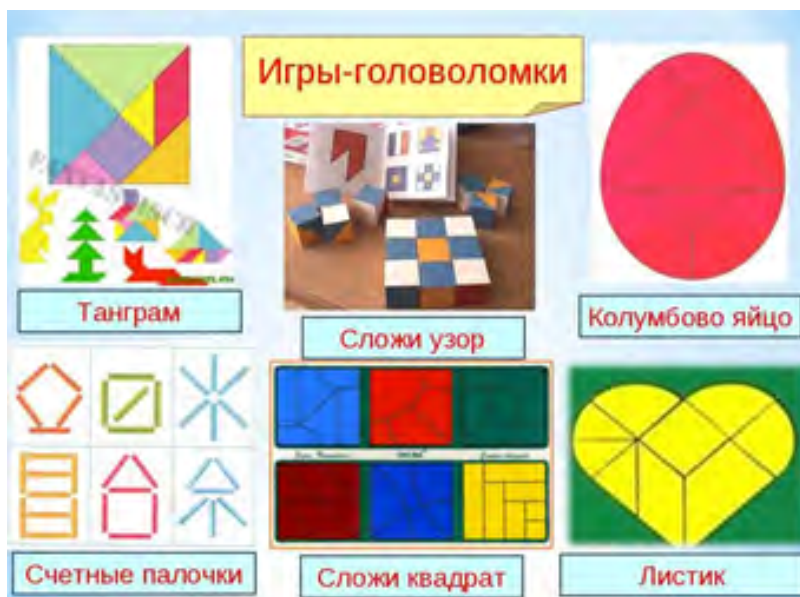 Игры-головоломки
Танграм
Сложи узор
Колумбово яйцо
Счетные палочки
Сложи квадрат
Листик